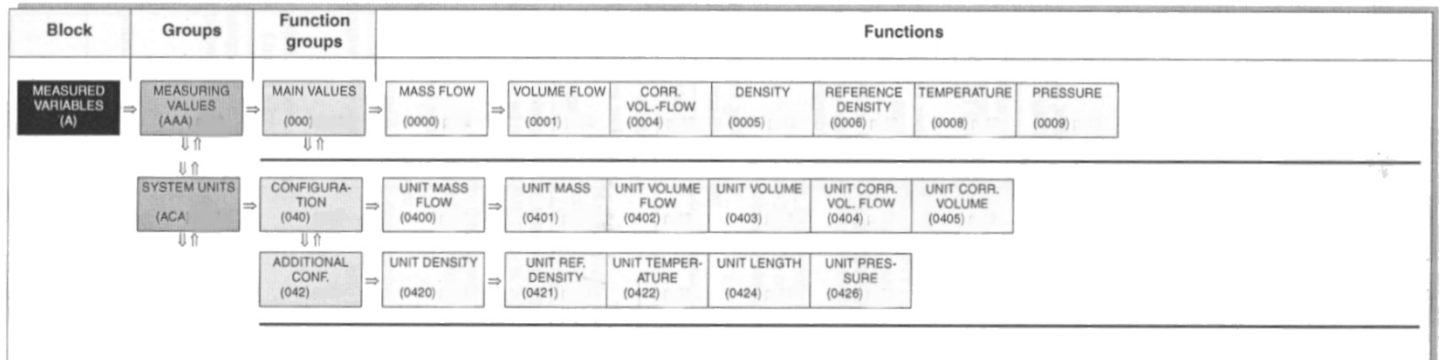 Block
Groups
Function
groups
Functions
MEASURED
VARIABLES
(A)
⇒
MEASURING
VALUES
(AAA)
⇒
MAIN VALUES
(000)
⇒
MASS FLOW
(0000)
⇒
VOLUME FLOW
(0001)
CORR.
VOL.-FLOW
(0004)
DENSITY
(0005)
REFERENCE
DENSITY
(0006)
TEMPERATURE
(0008)
PRESSURE
(0009)
⇓⇑
⇓⇑
⇓⇑
SYSTEM UNITS
(ACA)
⇒
CONFIGURA-
TION
(040)
⇒
UNIT MASS
FLOW
(0400)
⇒
UNIT MASS
(0401)
UNIT VOLUME
FLOW
(0402)
UNIT VOLUME
(0403)
UNIT CORR.
VOL. FLOW
(0404)
UNIT CORR.
VOLUME
(0405)
⇓⇑
⇓⇑
ADDITIONAL
CONF.
(042)
⇒
UNIT DENSITY
(0420)
⇒
UNIT REF.
DENSITY
(0421)
UNIT TEMPER-
ATURE
(0422)
UNIT LENGTH
(0424)
UNIT PRES-
SURE
(0426)